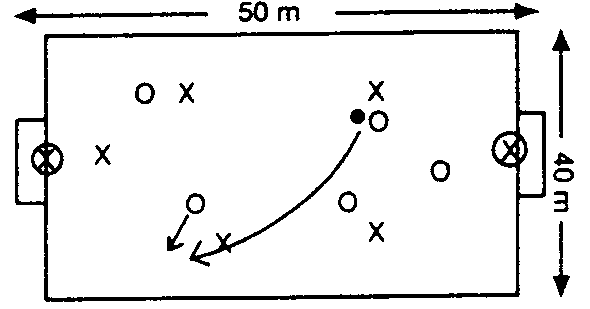 50 m
O X X
O
X X X
O
O O
X X
40 m